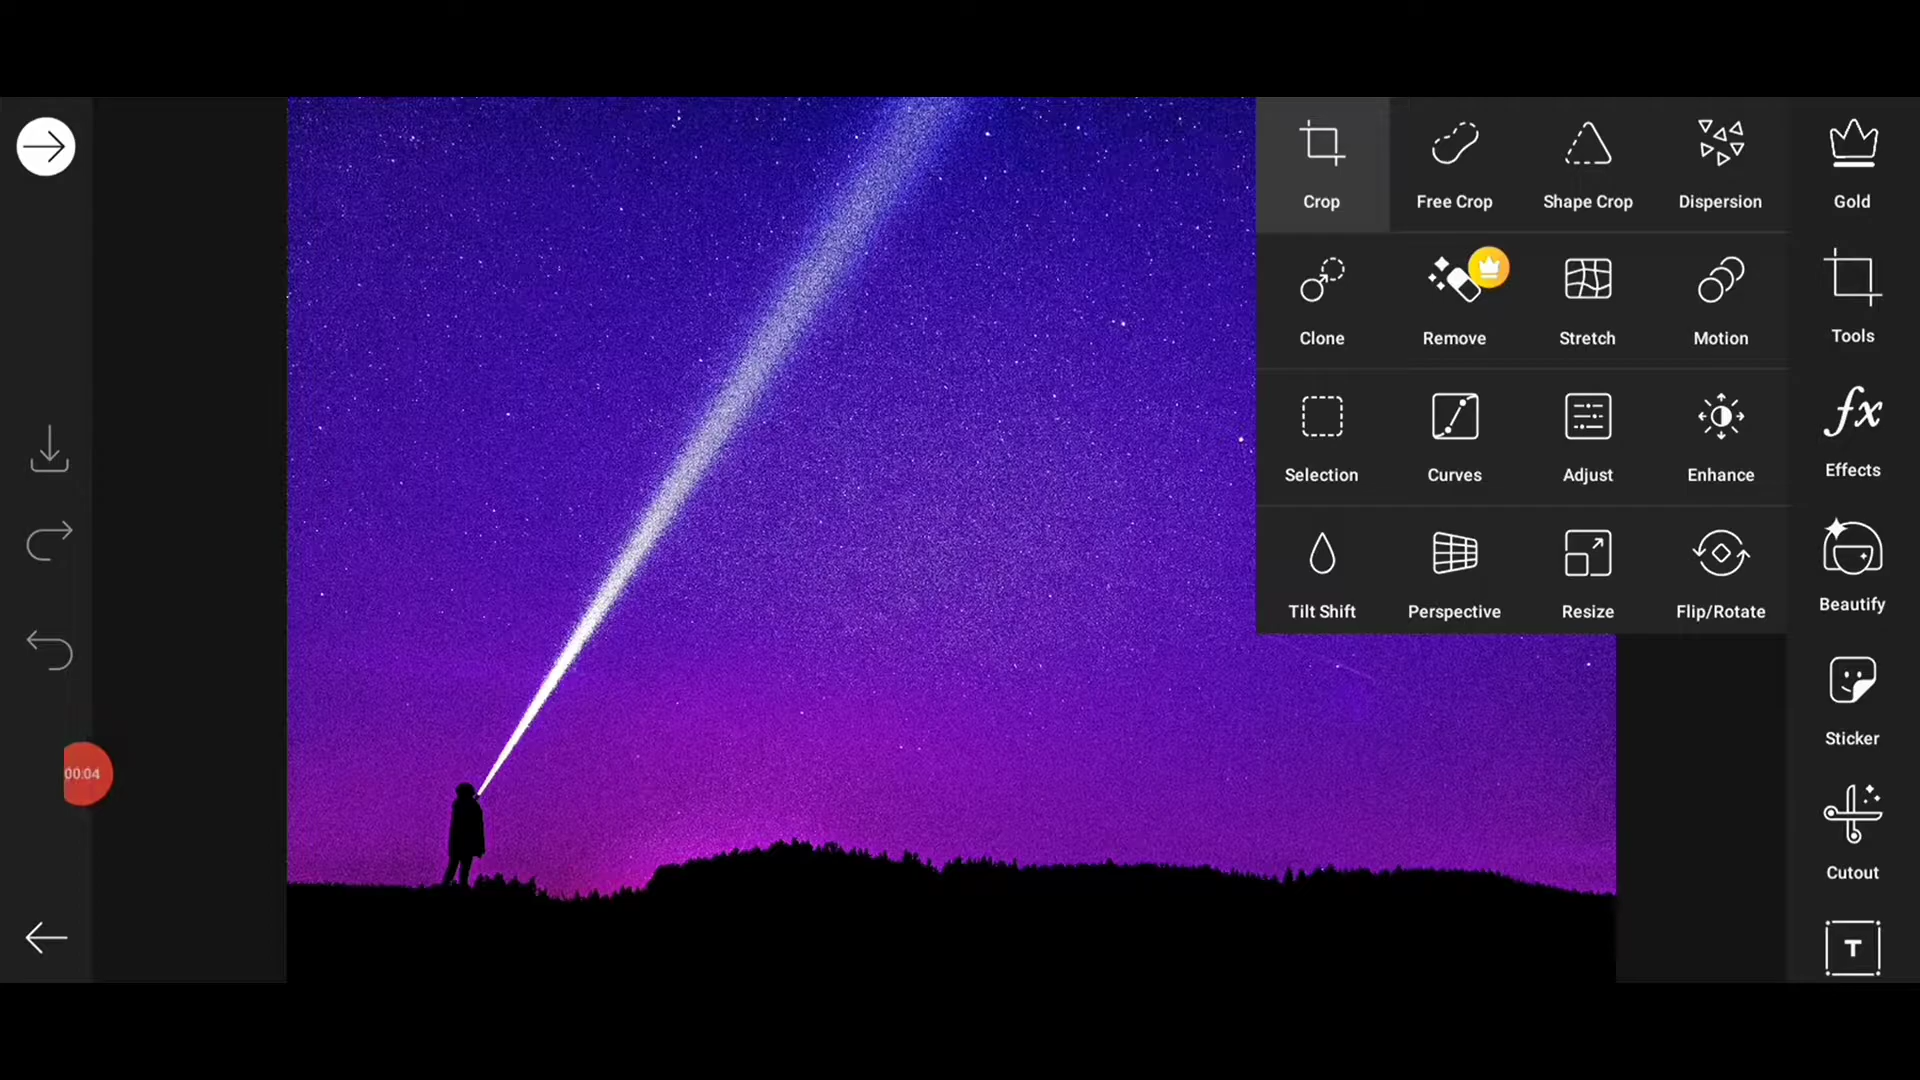 Crop
Free Crop
Shape Crop
Dispersion
Gold
Clone
Remove
Stretch
Motion
Tools
Selection
Curves
Adjust
Enhance
fx
Effects
Tilt Shift
Perspective
Resize
Flip/Rotate
Beautify
Sticker
00:04
Cutout
T